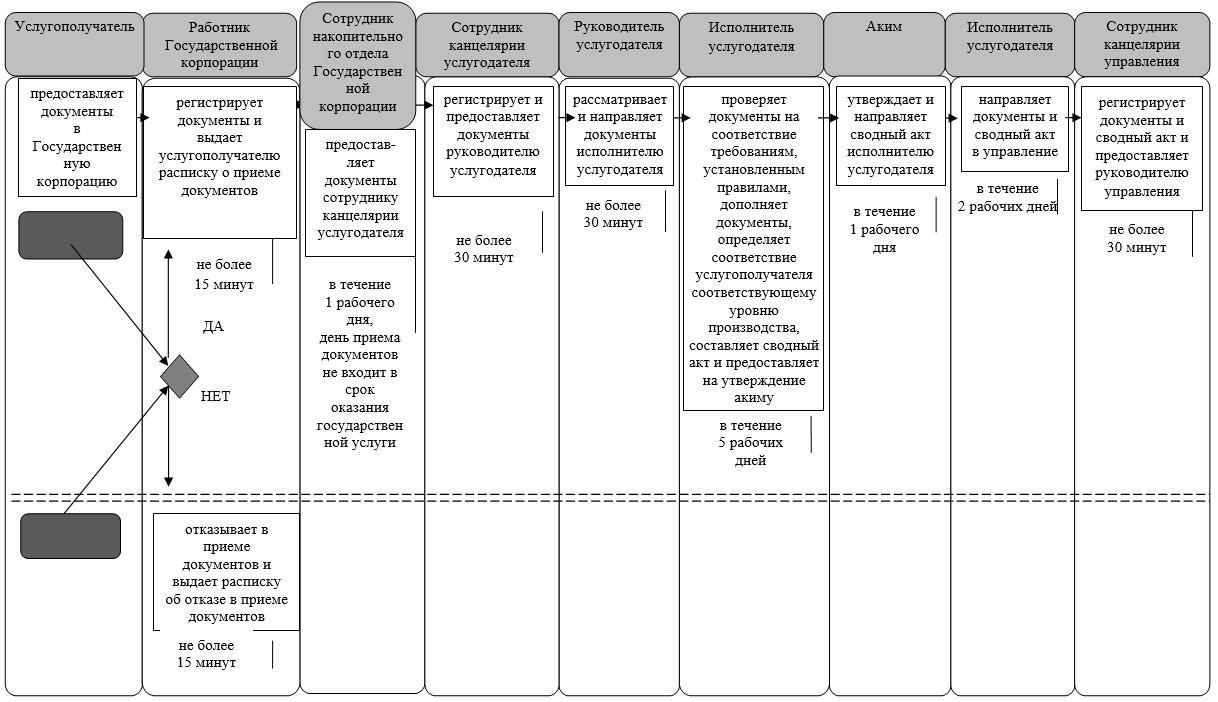 Услугополучатель
Работник
Государственной
корпорации
Сотрудник
накопительно
го отдела
Государствен
ной
корпорации
Сотрудник
канцелярии
услугодателя
Руководитель
услугодателя
Исполнитель
услугодателя
Аким
Исполнитель
услугодателя
Сотрудник
канцелярии
управления
предоставляет
документы
в
Государствен
ную
корпорацию
регистрирует
документы и
выдает
услугополучателю
расписку о приеме
документов
не более
15 минут
ДА
НЕТ
предостав-
ляет
документы
сотруднику
канцелярии
услугодателя
в течение
1 рабочего
дня,
день приема
документов
не входит в
срок
оказания
государствен
ной услуги
регистрирует и
предоставляет
документы
руководителю
услугодателя
не более
30 минут
рассматривает
и направляет
документы
исполнителю
услугодателя
не более
30 минут
проверяет
документы на
соответствие
требованиям,
установленным
правилами,
дополняет
документы,
определяет
соответствие
услугополучателя
соответствующему
уровню
производства,
составляет сводный
акт и предоставляет
на утверждение
акиму
в течение
5 рабочих
дней
утверждает и
направляет
сводный акт
исполнителю
услугодателя
в течение
1 рабочего
дня
направляет
документы и
сводный акт
в управление
в течение
2 рабочих дней
регистрирует
документы и
сводный акт и
предоставляет
руководителю
управления
не более
30 минут
отказывает в
приеме
документов и
выдает расписку
об отказе в приеме
документов
не более
15 минут